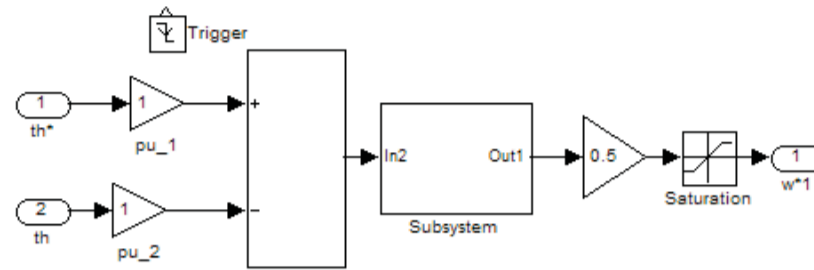 Trigger
1
th*
1
pu_1
+
In2
Out1
Subsystem
0.5
Saturation
1
w*1
2
th
1
pu_2
−